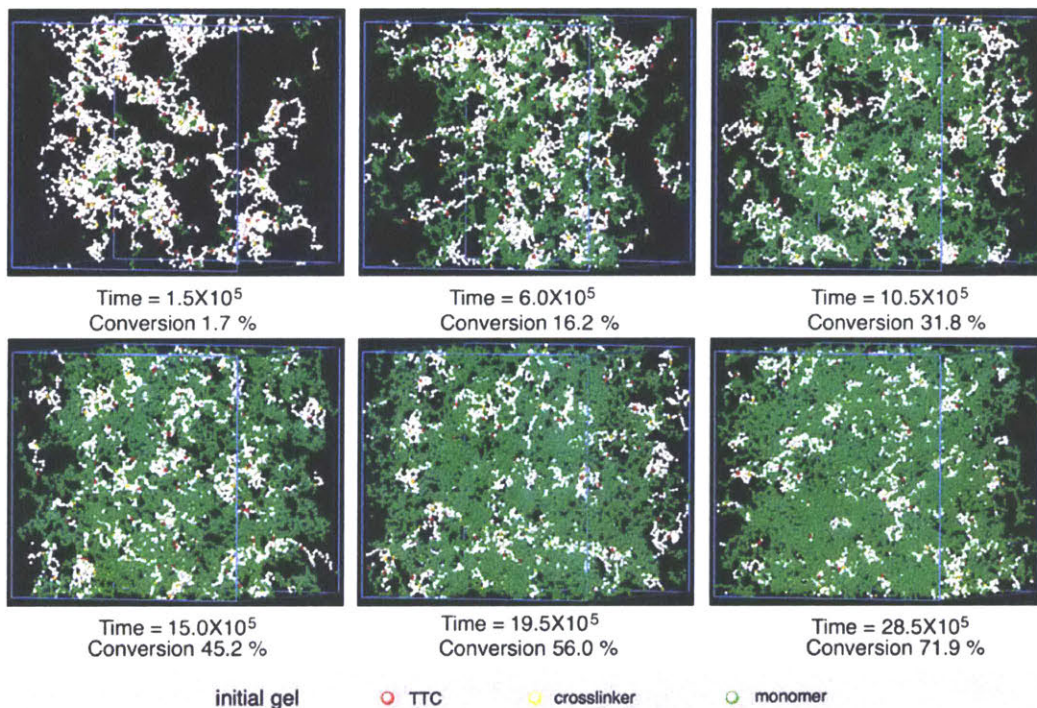 Time = 1.5X10⁵
Conversion 1.7 %
Time = 6.0X10⁵
Conversion 16.2 %
Time = 10.5X10⁵
Conversion 31.8 %
Time = 15.0X10⁵
Conversion 45.2 %
Time = 19.5X10⁵
Conversion 56.0 %
Time = 28.5X10⁵
Conversion 71.9 %
initial gel TTC crosslinker monomer